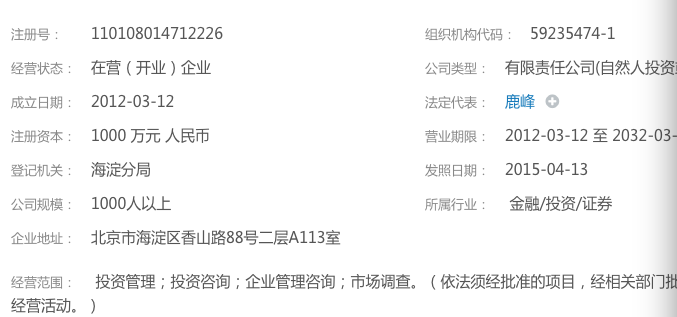 注册号： 110108014712226 组织机构代码： 59235474-1
经营状态： 在营（开业）企业 公司类型： 有限责任公司(自然人投资
成立日期： 2012-03-12 法定代表： 鹿峰
注册资本： 1000 万元 人民币 营业期限： 2012-03-12 至 2032-03-
登记机关： 海淀分局 发照日期： 2015-04-13
公司规模： 1000人以上 所属行业： 金融/投资/证券
企业地址： 北京市海淀区香山路88号二层A113室
经营范围： 投资管理；投资咨询；企业管理咨询；市场调查。（依法须经批准的项目，经相关部门批
经营活动。）